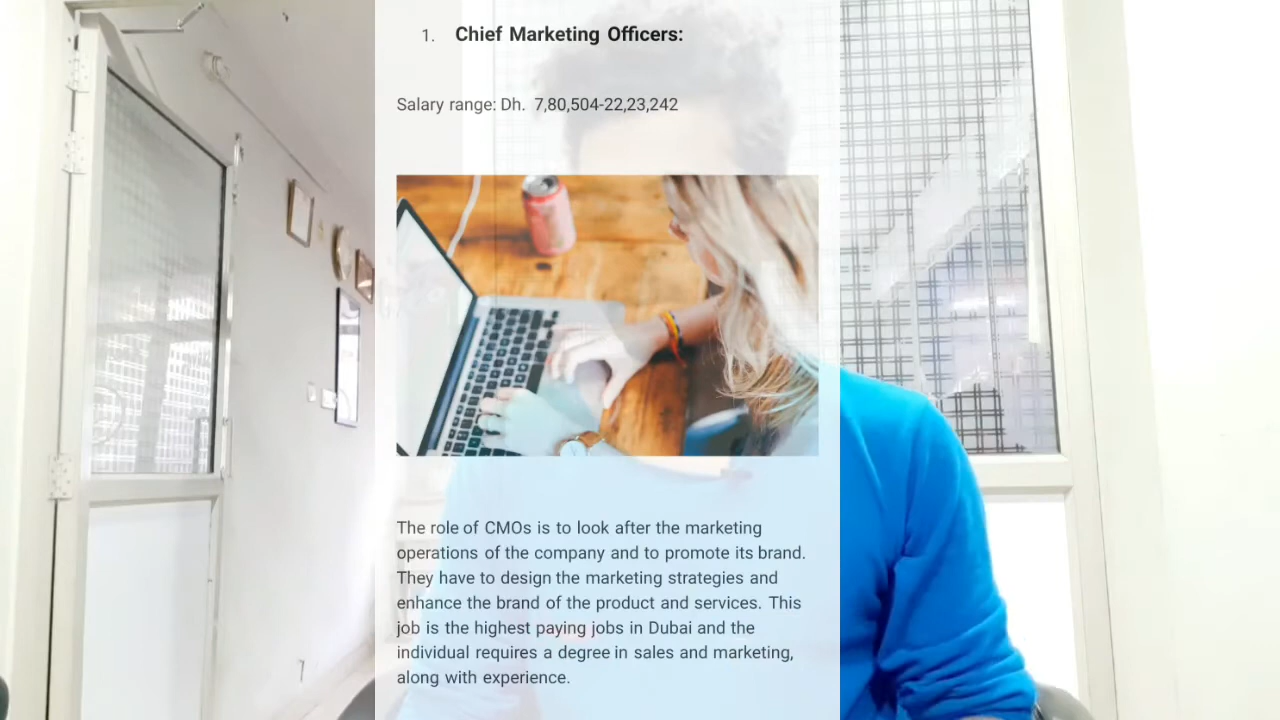 1. Chief Marketing Officers:
Salary range: Dh. 7,80,504-22,23,242
The role of CMOs is to look after the marketing
operations of the company and to promote its brand.
They have to design the marketing strategies and
enhance the brand of the product and services. This
job is the highest paying jobs in Dubai and the
individual requires a degree in sales and marketing,
along with experience.